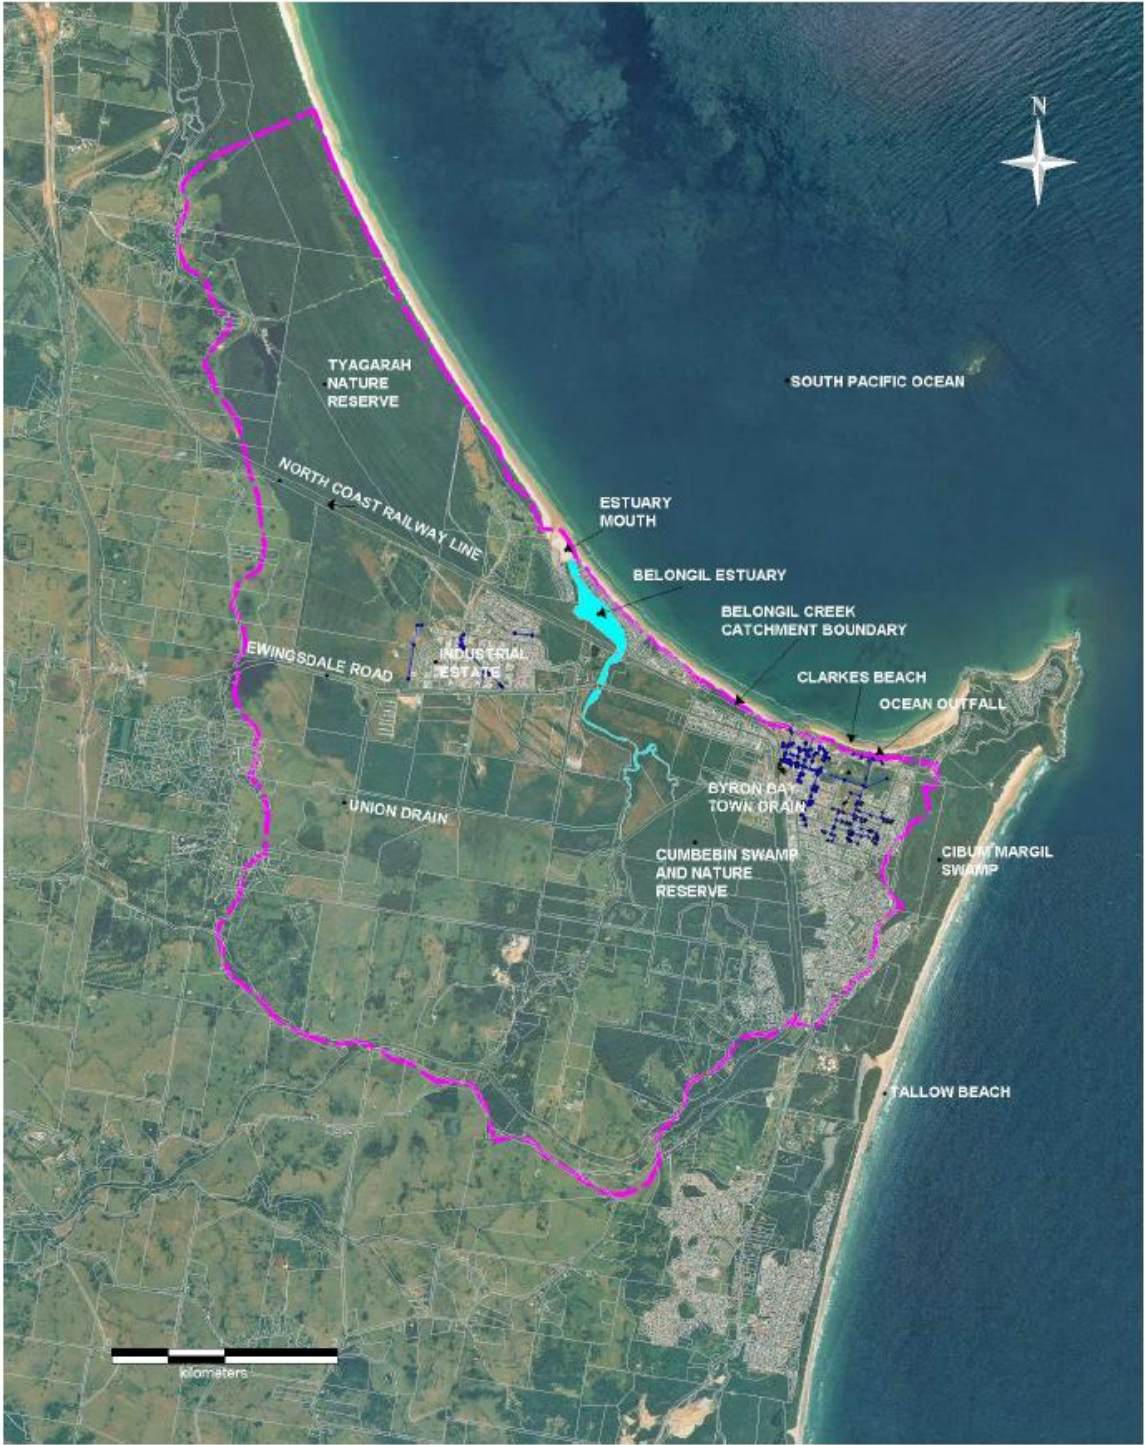 N
TYAGARAH
NATURE
RESERVE
SOUTH PACIFIC OCEAN
NORTH COAST RAILWAY LINE
ESTUARY
MOUTH
BELONGIL ESTUARY
BELONGIL CREEK
CATCHMENT BOUNDARY
EWINGSDALE ROAD
INDUSTRIAL
ESTATE
CLARKES BEACH
OCEAN OUTFALL
BYRON BAY
TOWN DRAIN
UNION DRAIN
CUMBEBIN SWAMP
AND NATURE
RESERVE
CIBUM MARGIL
SWAMP
TALLOW BEACH
kilometers